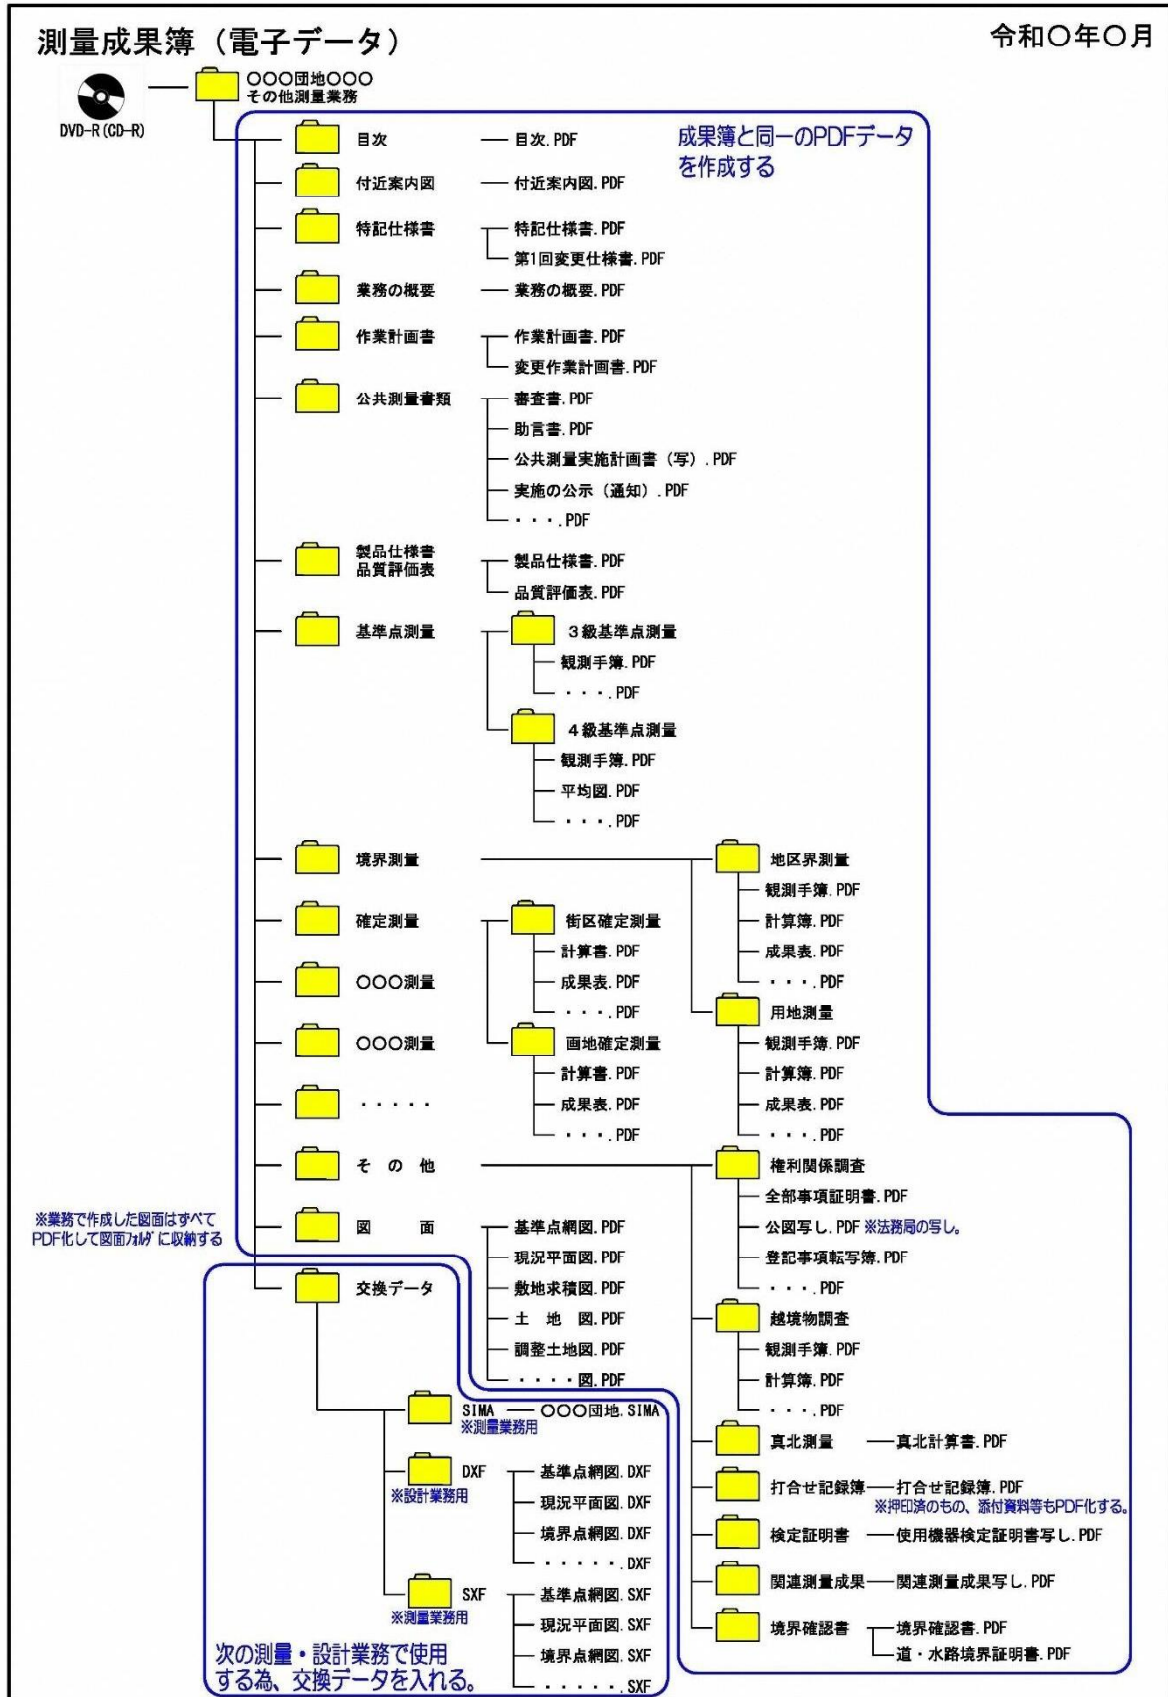 測量成果簿（電子データ）
令和〇年〇月
DVD-R(CD-R)
〇〇〇団地〇〇〇
その他測量業務
成果簿と同一のPDFデータ
を作成する
目次
目次.PDF
付近案内図
付近案内図.PDF
特記仕様書
特記仕様書.PDF
第1回変更仕様書.PDF
業務の概要
業務の概要.PDF
作業計画書
作業計画書.PDF
変更作業計画書.PDF
公共測量書類
審査書.PDF
助言書.PDF
公共測量実施計画書（写）.PDF
実施の公示（通知）.PDF
・・・.PDF
製品仕様書
品質評価表
製品仕様書.PDF
品質評価表.PDF
基準点測量
３級基準点測量
観測手簿.PDF
・・・.PDF
４級基準点測量
観測手簿.PDF
平均図.PDF
・・・.PDF
境界測量
地区界測量
観測手簿.PDF
計算簿.PDF
成果表.PDF
・・・.PDF
用地測量
観測手簿.PDF
計算簿.PDF
成果表.PDF
・・・.PDF
確定測量
街区確定測量
計算書.PDF
成果表.PDF
・・・.PDF
画地確定測量
計算書.PDF
成果表.PDF
・・・.PDF
〇〇〇測量
〇〇〇測量
・・・・・
その他
権利関係調査
全部事項証明書.PDF
公図写し.PDF ※法務局の写し。
登記事項転写簿.PDF
・・・.PDF
越境物調査
観測手簿.PDF
計算簿.PDF
・・・.PDF
真北測量
真北計算書.PDF
打合せ記録簿
打合せ記録簿.PDF
※押印済のもの、添付資料等もPDF化する。
検定証明書
使用機器検定証明書写し.PDF
関連測量成果
関連測量成果写し.PDF
境界確認書
境界確認書.PDF
道・水路境界証明書.PDF
※業務で作成した図面はすべて
PDF化して図面フォルダに収納する
図　面
基準点網図.PDF
現況平面図.PDF
敷地求積図.PDF
土　地　図.PDF
調整土地図.PDF
・・・・図.PDF
交換データ
SIMA
※測量業務用
〇〇〇団地.SIMA
DXF
※設計業務用
基準点網図.DXF
現況平面図.DXF
境界点網図.DXF
・・・・・.DXF
SXF
※測量業務用
基準点網図.SXF
現況平面図.SXF
境界点網図.SXF
・・・・・.SXF
次の測量・設計業務で使用
する為、交換データを入れる。